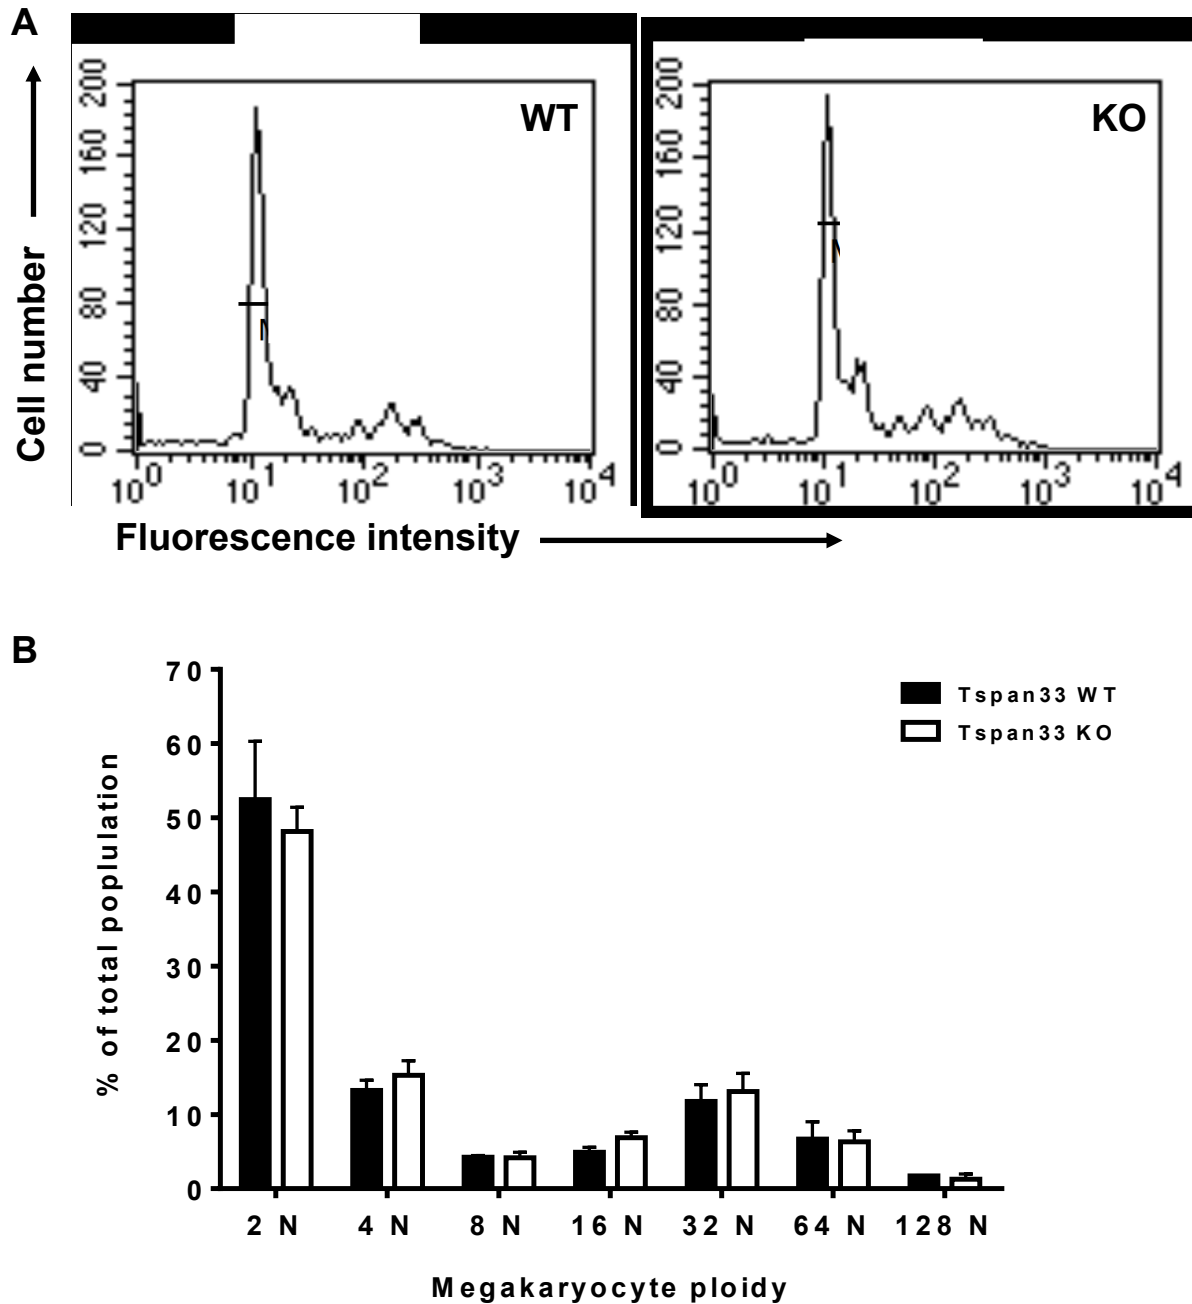 A
WT
KO
Cell number
200
160
120
80
40
0
10^0 10^1 10^2 10^3 10^4
200
160
120
80
40
0
10^0 10^1 10^2 10^3 10^4
Fluorescence intensity
B
70
60
50
40
30
20
10
0
% of total poplulation
Tspan33 WT
Tspan33 KO
2 N 4 N 8 N 16 N 32 N 64 N 128 N
Megakaryocyte ploidy